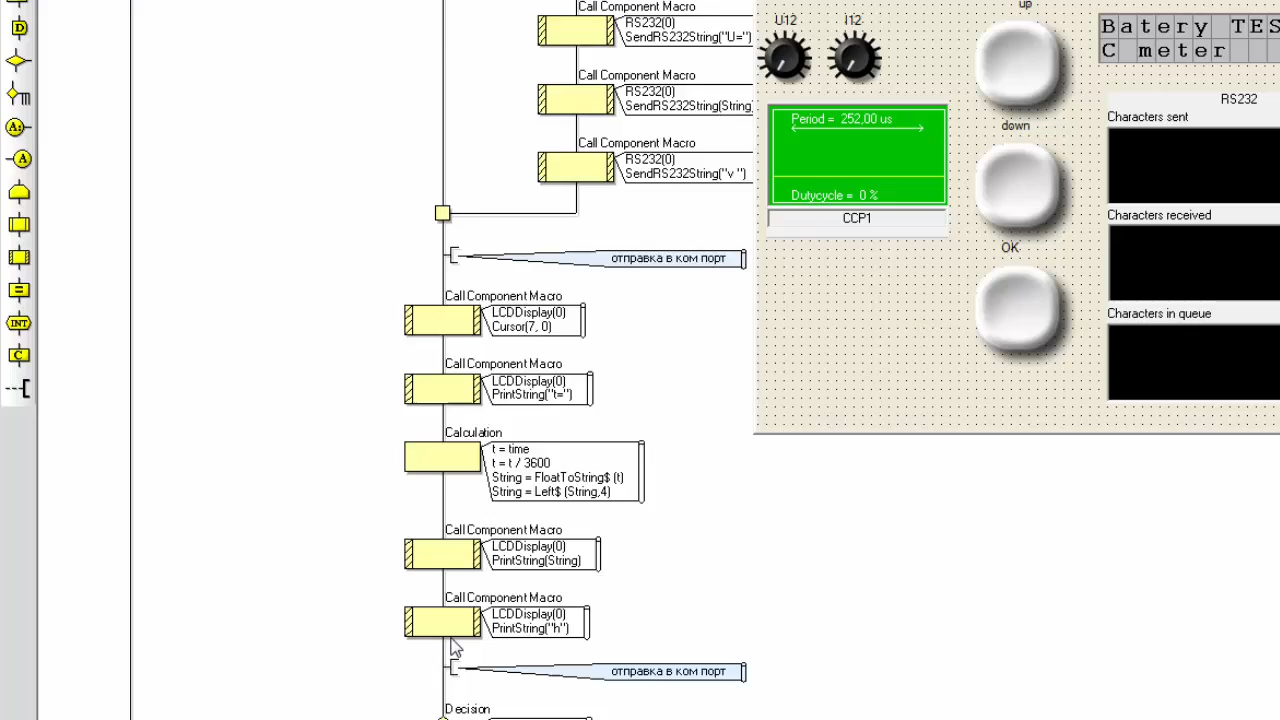 D
A:
A
INT
C
Call Component Macro
RS232(0)
SendRS232String("U=")
Call Component Macro
RS232(0)
SendRS232String(String
Call Component Macro
RS232(0)
SendRS232String("v ")
отправка в ком порт
Call Component Macro
LCDDisplay(0)
Cursor(7, 0)
Call Component Macro
LCDDisplay(0)
PrintString("t=")
Calculation
t = time
t = t / 3600
String = FloatToString$ (t)
String = Left$ (String,4)
Call Component Macro
LCDDisplay(0)
PrintString(String)
Call Component Macro
LCDDisplay(0)
PrintString("h")
отправка в ком порт
Decision
U12
I12
Period = 252,00 us
Dutycycle = 0 %
CCP1
up
down
OK
Batery TES
C meter
RS232
Characters sent
Characters received
Characters in queue